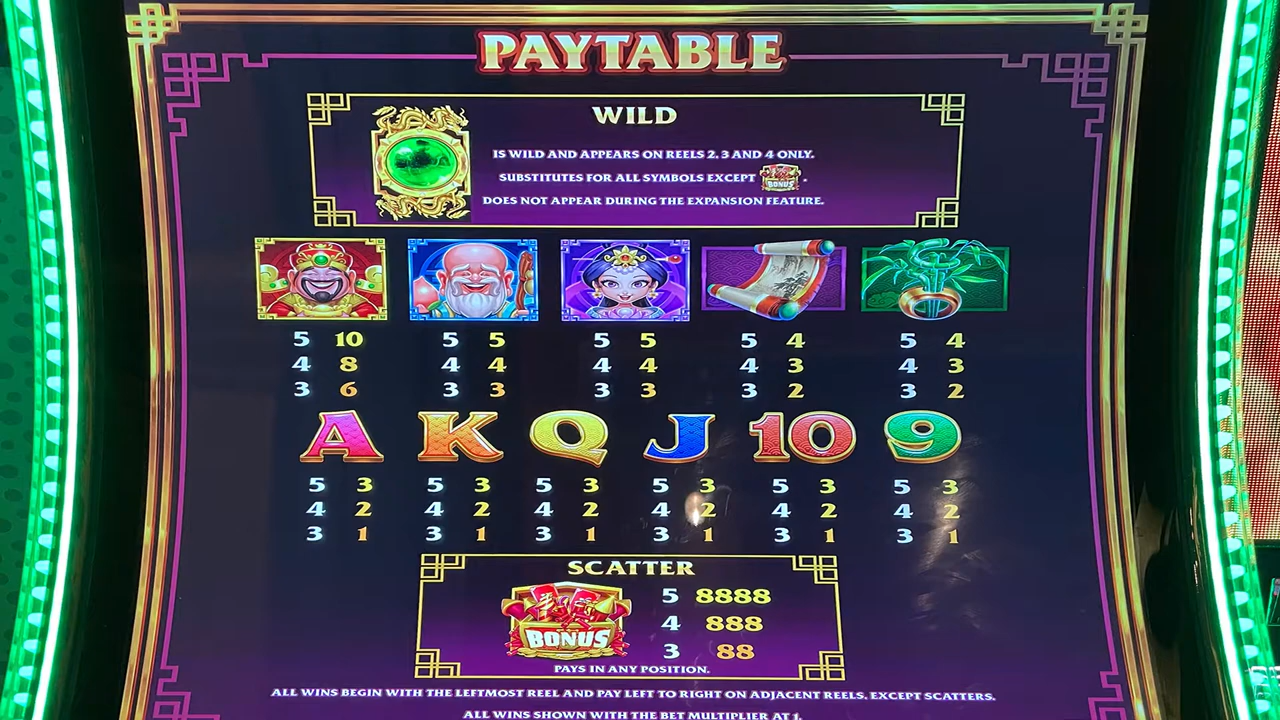 PAYTABLE
WILD
IS WILD AND APPEARS ON REELS 2, 3 AND 4 ONLY.
SUBSTITUTES FOR ALL SYMBOLS EXCEPT BONUS .
DOES NOT APPEAR DURING THE EXPANSION FEATURE.
5 10 5 5 5 5 5 4 5 4
4 8 4 4 4 4 4 3 4 3
3 6 3 3 3 3 3 2 3 2
A K Q J 10 9
5 3 5 3 5 3 5 3 5 3 5 3
4 2 4 2 4 2 4 2 4 2 4 2
3 1 3 1 3 1 3 1 3 1 3 1
SCATTER
5 8888
4 888
BONUS 3 88
PAYS IN ANY POSITION.
ALL WINS BEGIN WITH THE LEFTMOST REEL AND PAY LEFT TO RIGHT ON ADJACENT REELS, EXCEPT SCATTERS.
ALL WINS SHOWN WITH THE BET MULTIPLIER AT 1.